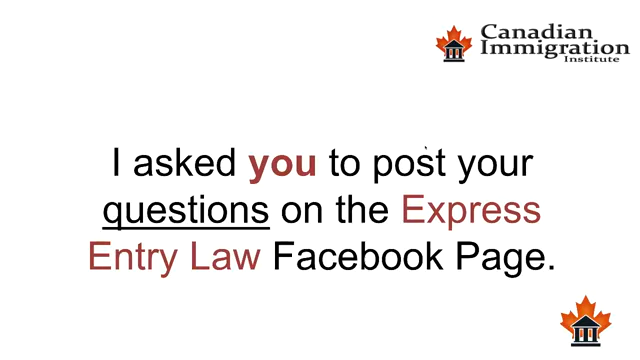 Canadian
Immigration
Institute
I asked you to post your
questions on the Express
Entry Law Facebook Page.